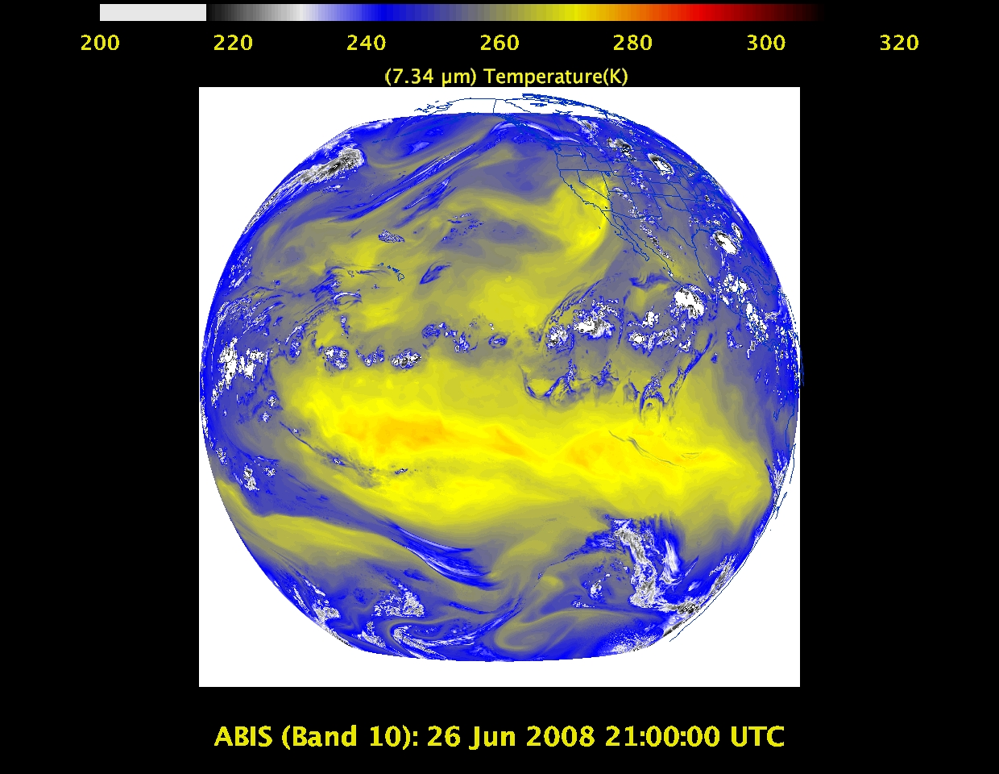 200 220 240 260 280 300 320
(7.34 µm) Temperature(K)
ABIS (Band 10): 26 Jun 2008 21:00:00 UTC